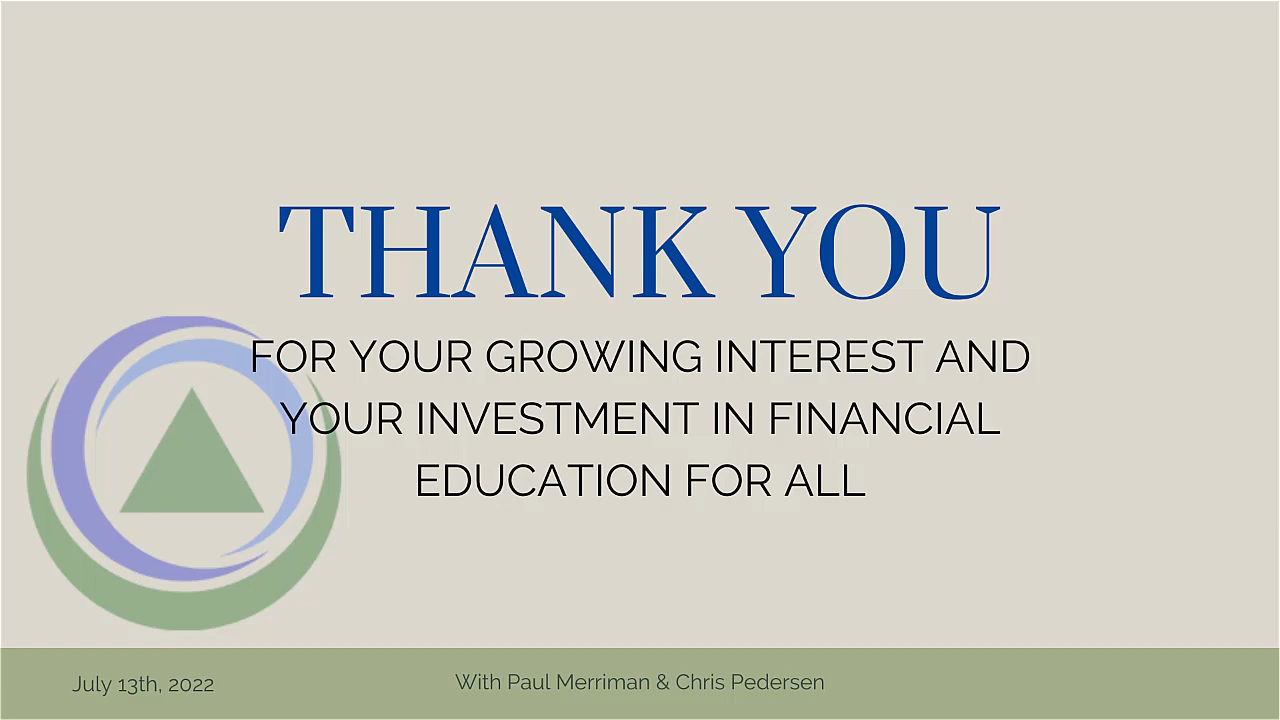 THANK YOU
FOR YOUR GROWING INTEREST AND
YOUR INVESTMENT IN FINANCIAL
EDUCATION FOR ALL
July 13th, 2022
With Paul Merriman & Chris Pedersen